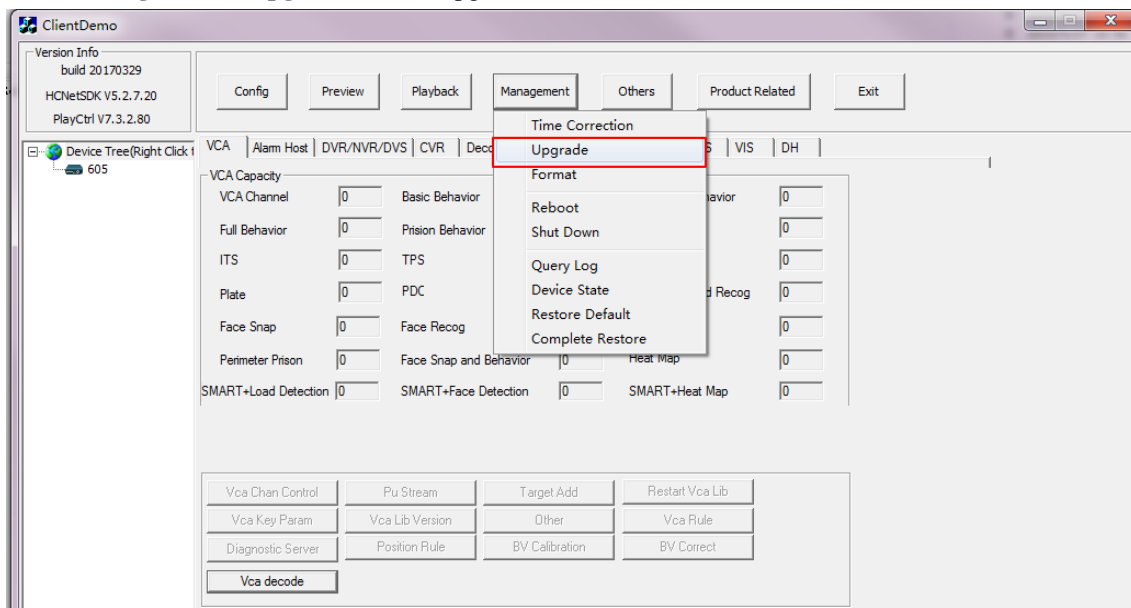 ClientDemo
Version Info
build 20170329
HCNetSDK V5.2.7.20
PlayCtrl V7.3.2.80
Config Preview Playback Management Others Product Related Exit
Time Correction
Upgrade
Format
Reboot
Shut Down
Query Log
Device State
Restore Default
Complete Restore
Device Tree(Right Click
605
VCA Alarm Host DVR/NVR/DVS CVR VIS DH
VCA Capacity
VCA Channel 0 Basic Behavior 0
Full Behavior 0 Prision Behavior 0
ITS 0 TPS 0
Plate 0 PDC Recog 0
Face Snap 0 Face Recog 0
Perimeter Prison 0 Face Snap and Behavior 0 Heat Map 0
SMART+Load Detection 0 SMART+Face Detection 0 SMART+Heat Map 0
Vca Chan Control Pu Stream Target Add Restart Vca Lib
Vca Key Param Vca Lib Version Other Vca Rule
Diagnostic Server Position Rule BV Calibration BV Correct
Vca decode